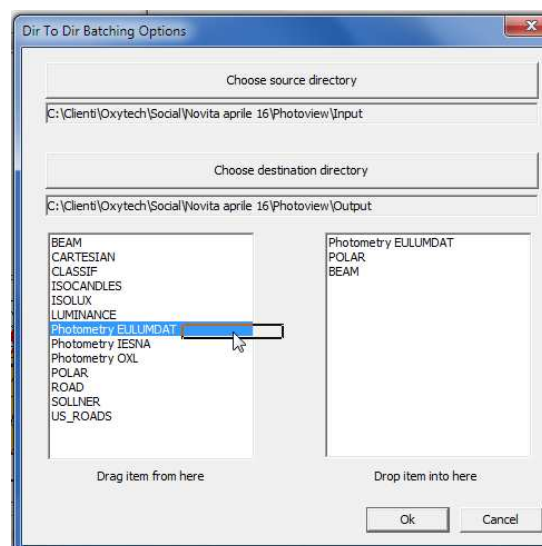 Dir To Dir Batching Options
Choose source directory
C:\Clienti\Oxytech\Social\Novita aprile 16\Photoview\Input
Choose destination directory
C:\Clienti\Oxytech\Social\Novita aprile 16\Photoview\Output
BEAM
CARTESIAN
CLASSIF
ISOCANDLES
ISOLUX
LUMINANCE
Photometry EULUMDAT
Photometry IESNA
Photometry OXL
POLAR
ROAD
SOLLNER
US_ROADS
Photometry EULUMDAT
POLAR
BEAM
Drag item from here
Drop item into here
Ok
Cancel